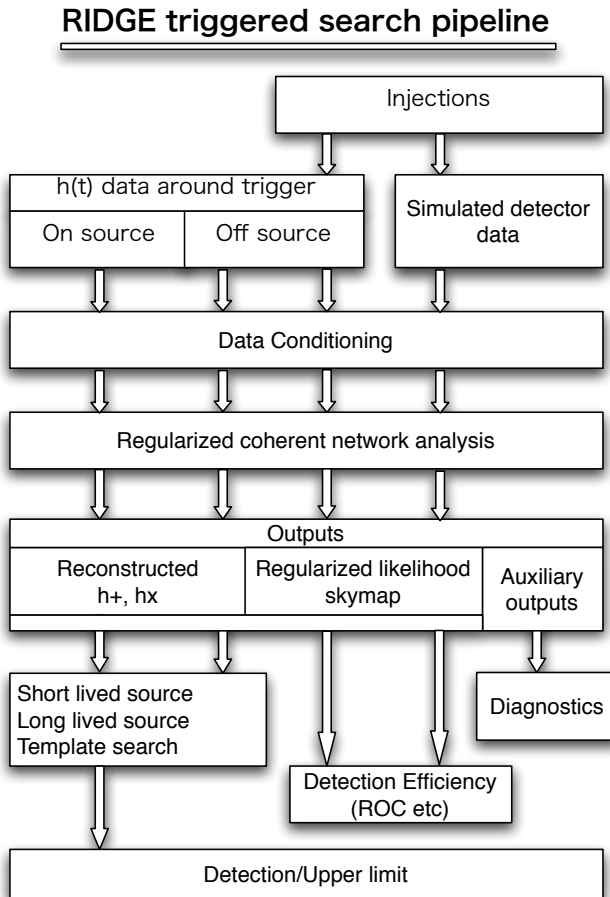 RIDGE triggered search pipeline
Injections
h(t) data around trigger
On source
Off source
Simulated detector
data
Data Conditioning
Regularized coherent network analysis
Outputs
Reconstructed
h+, hx
Regularized likelihood
skymap
Auxiliary
outputs
Short lived source
Long lived source
Template search
Diagnostics
Detection Efficiency
(ROC etc)
Detection/Upper limit